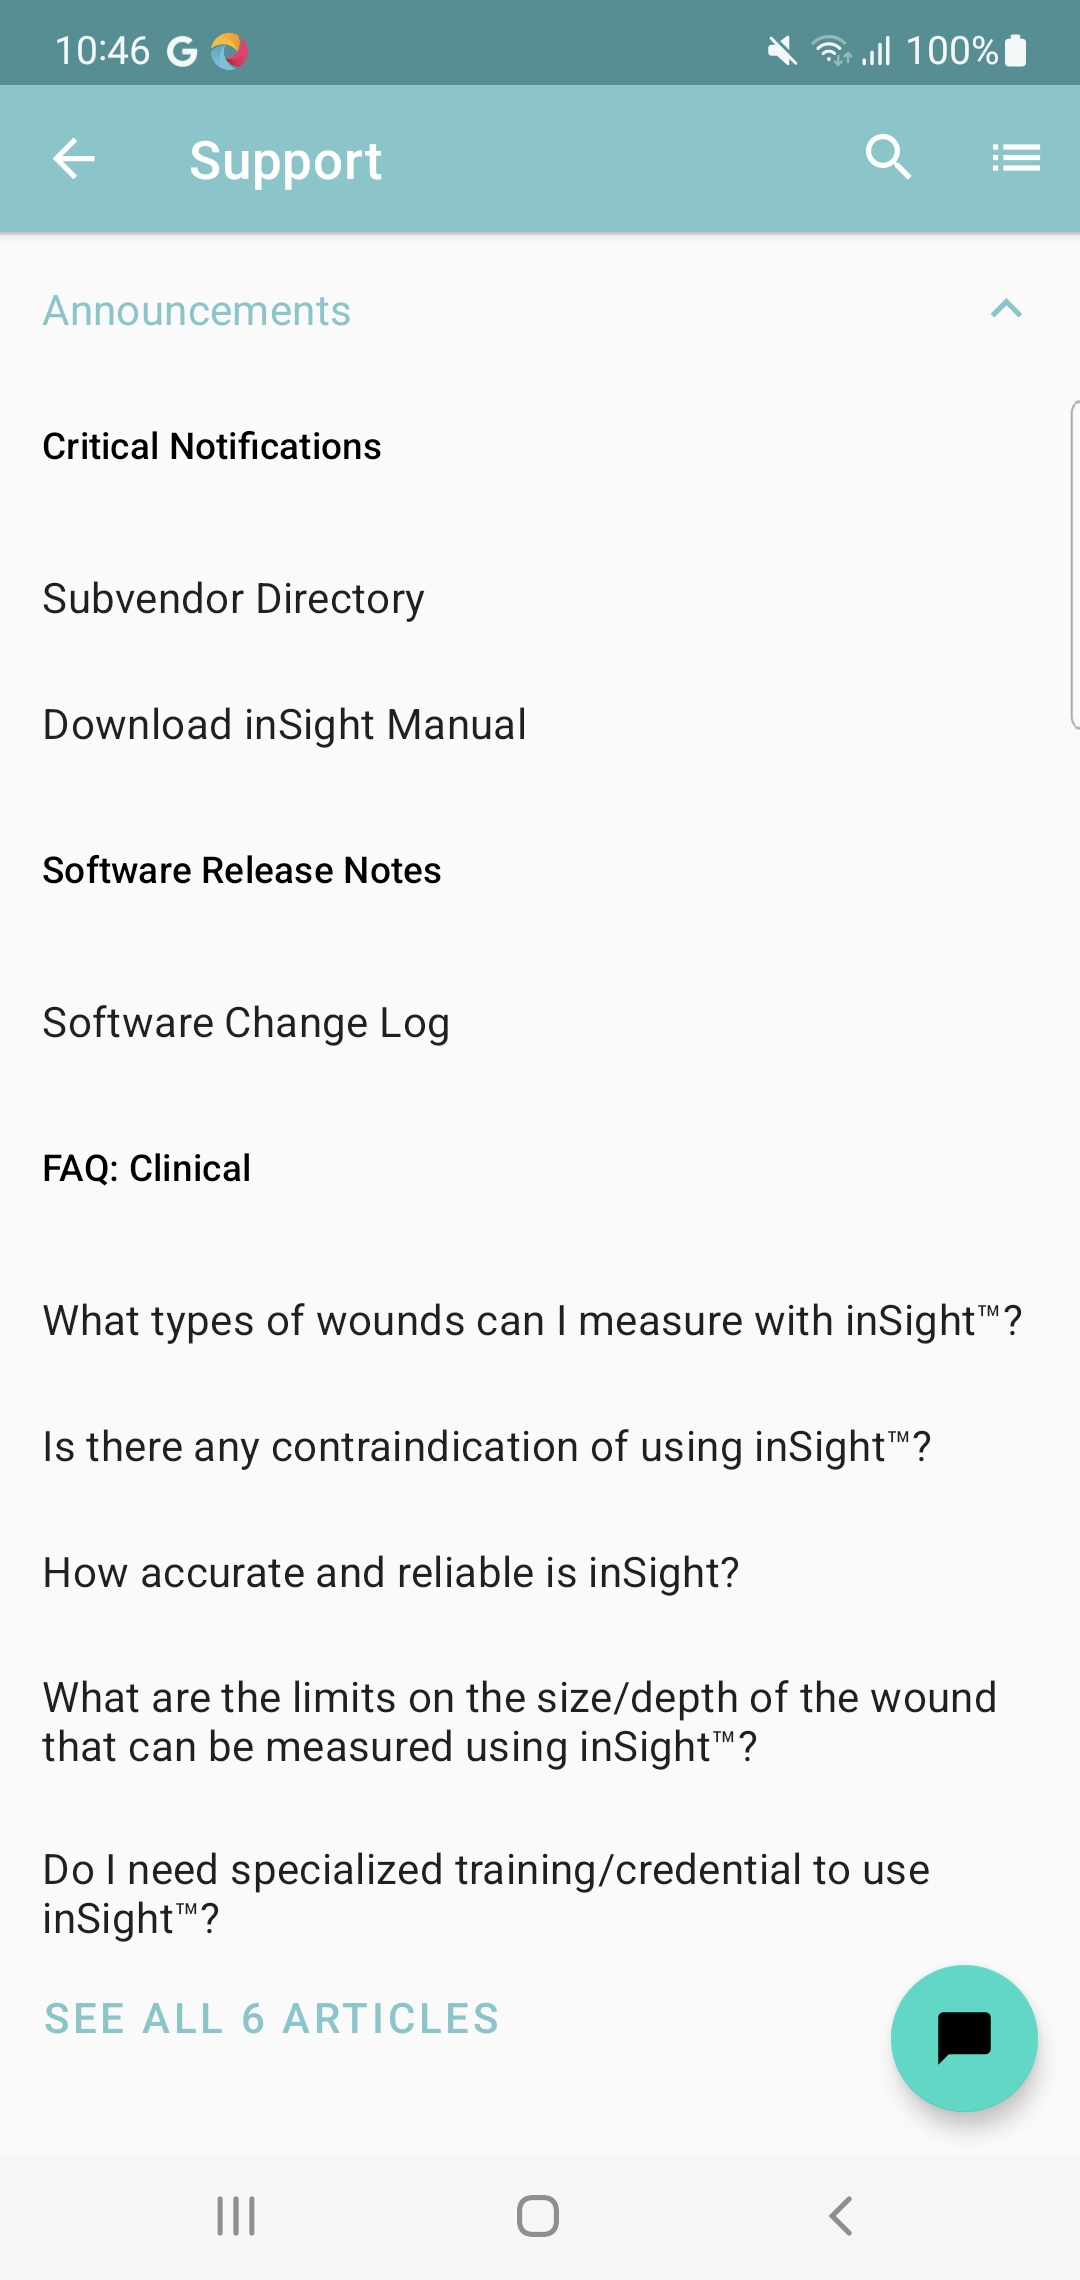 10:46 G 100%
Support
Announcements
Critical Notifications
Subvendor Directory
Download inSight Manual
Software Release Notes
Software Change Log
FAQ: Clinical
What types of wounds can I measure with inSight™?
Is there any contraindication of using inSight™?
How accurate and reliable is inSight?
What are the limits on the size/depth of the wound
that can be measured using inSight™?
Do I need specialized training/credential to use
inSight™?
SEE ALL 6 ARTICLES